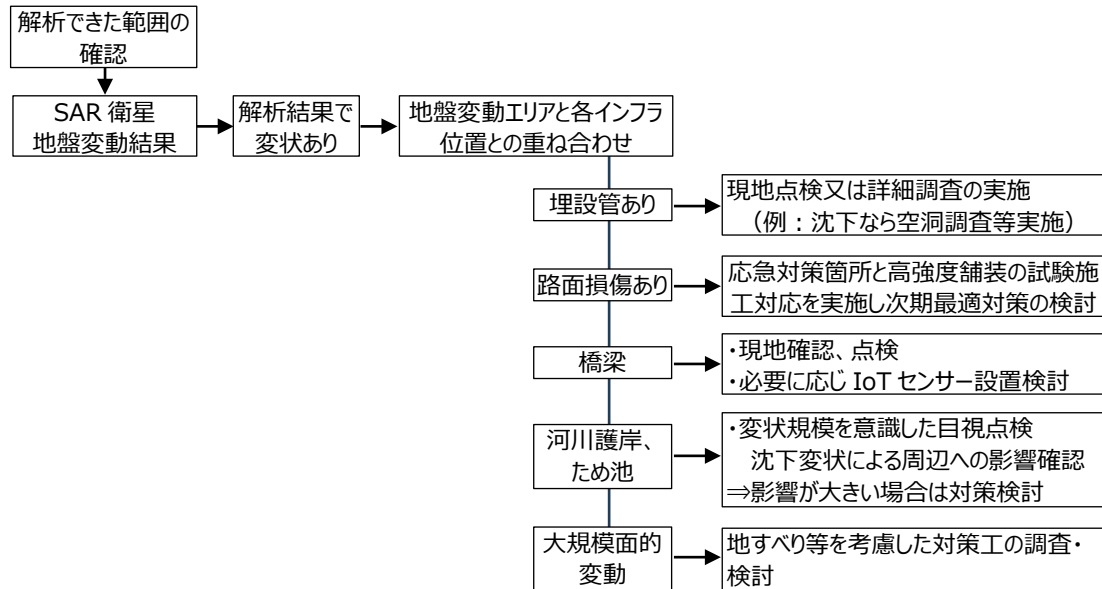 解析できた範囲の
確認
SAR 衛星
地盤変動結果
解析結果で
変状あり
地盤変動エリアと各インフラ
位置との重ね合わせ
埋設管あり
現地点検又は詳細調査の実施
（例：沈下なら空洞調査等実施）
路面損傷あり
応急対策箇所と高強度舗装の試験施
工対応を実施し次期最適対策の検討
橋梁
・現地確認、点検
・必要に応じ IoT センサー設置検討
河川護岸、
ため池
・変状規模を意識した目視点検
沈下変状による周辺への影響確認
⇒影響が大きい場合は対策検討
大規模面的
変動
地すべり等を考慮した対策工の調査・
検討